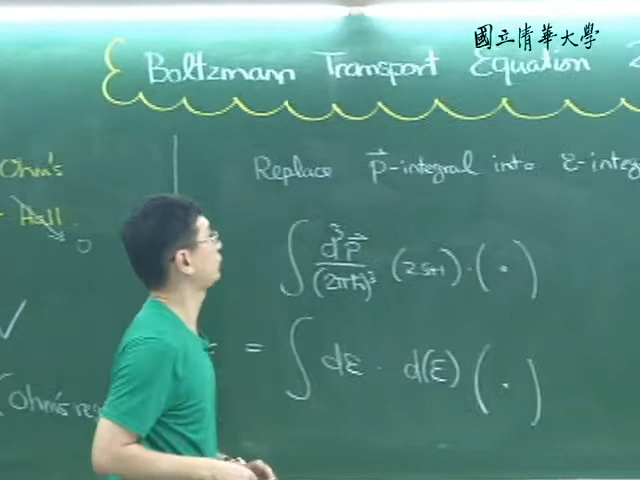 國立清華大學
Boltzmann Transport Equation
Ohm's
Hall
Replace p⃗-integral into ε-integ
∫ d³p⃗/(2πħ)³ (2s+1)·(·)
= ∫ dε · d(ε) (·)
(Ohm's re